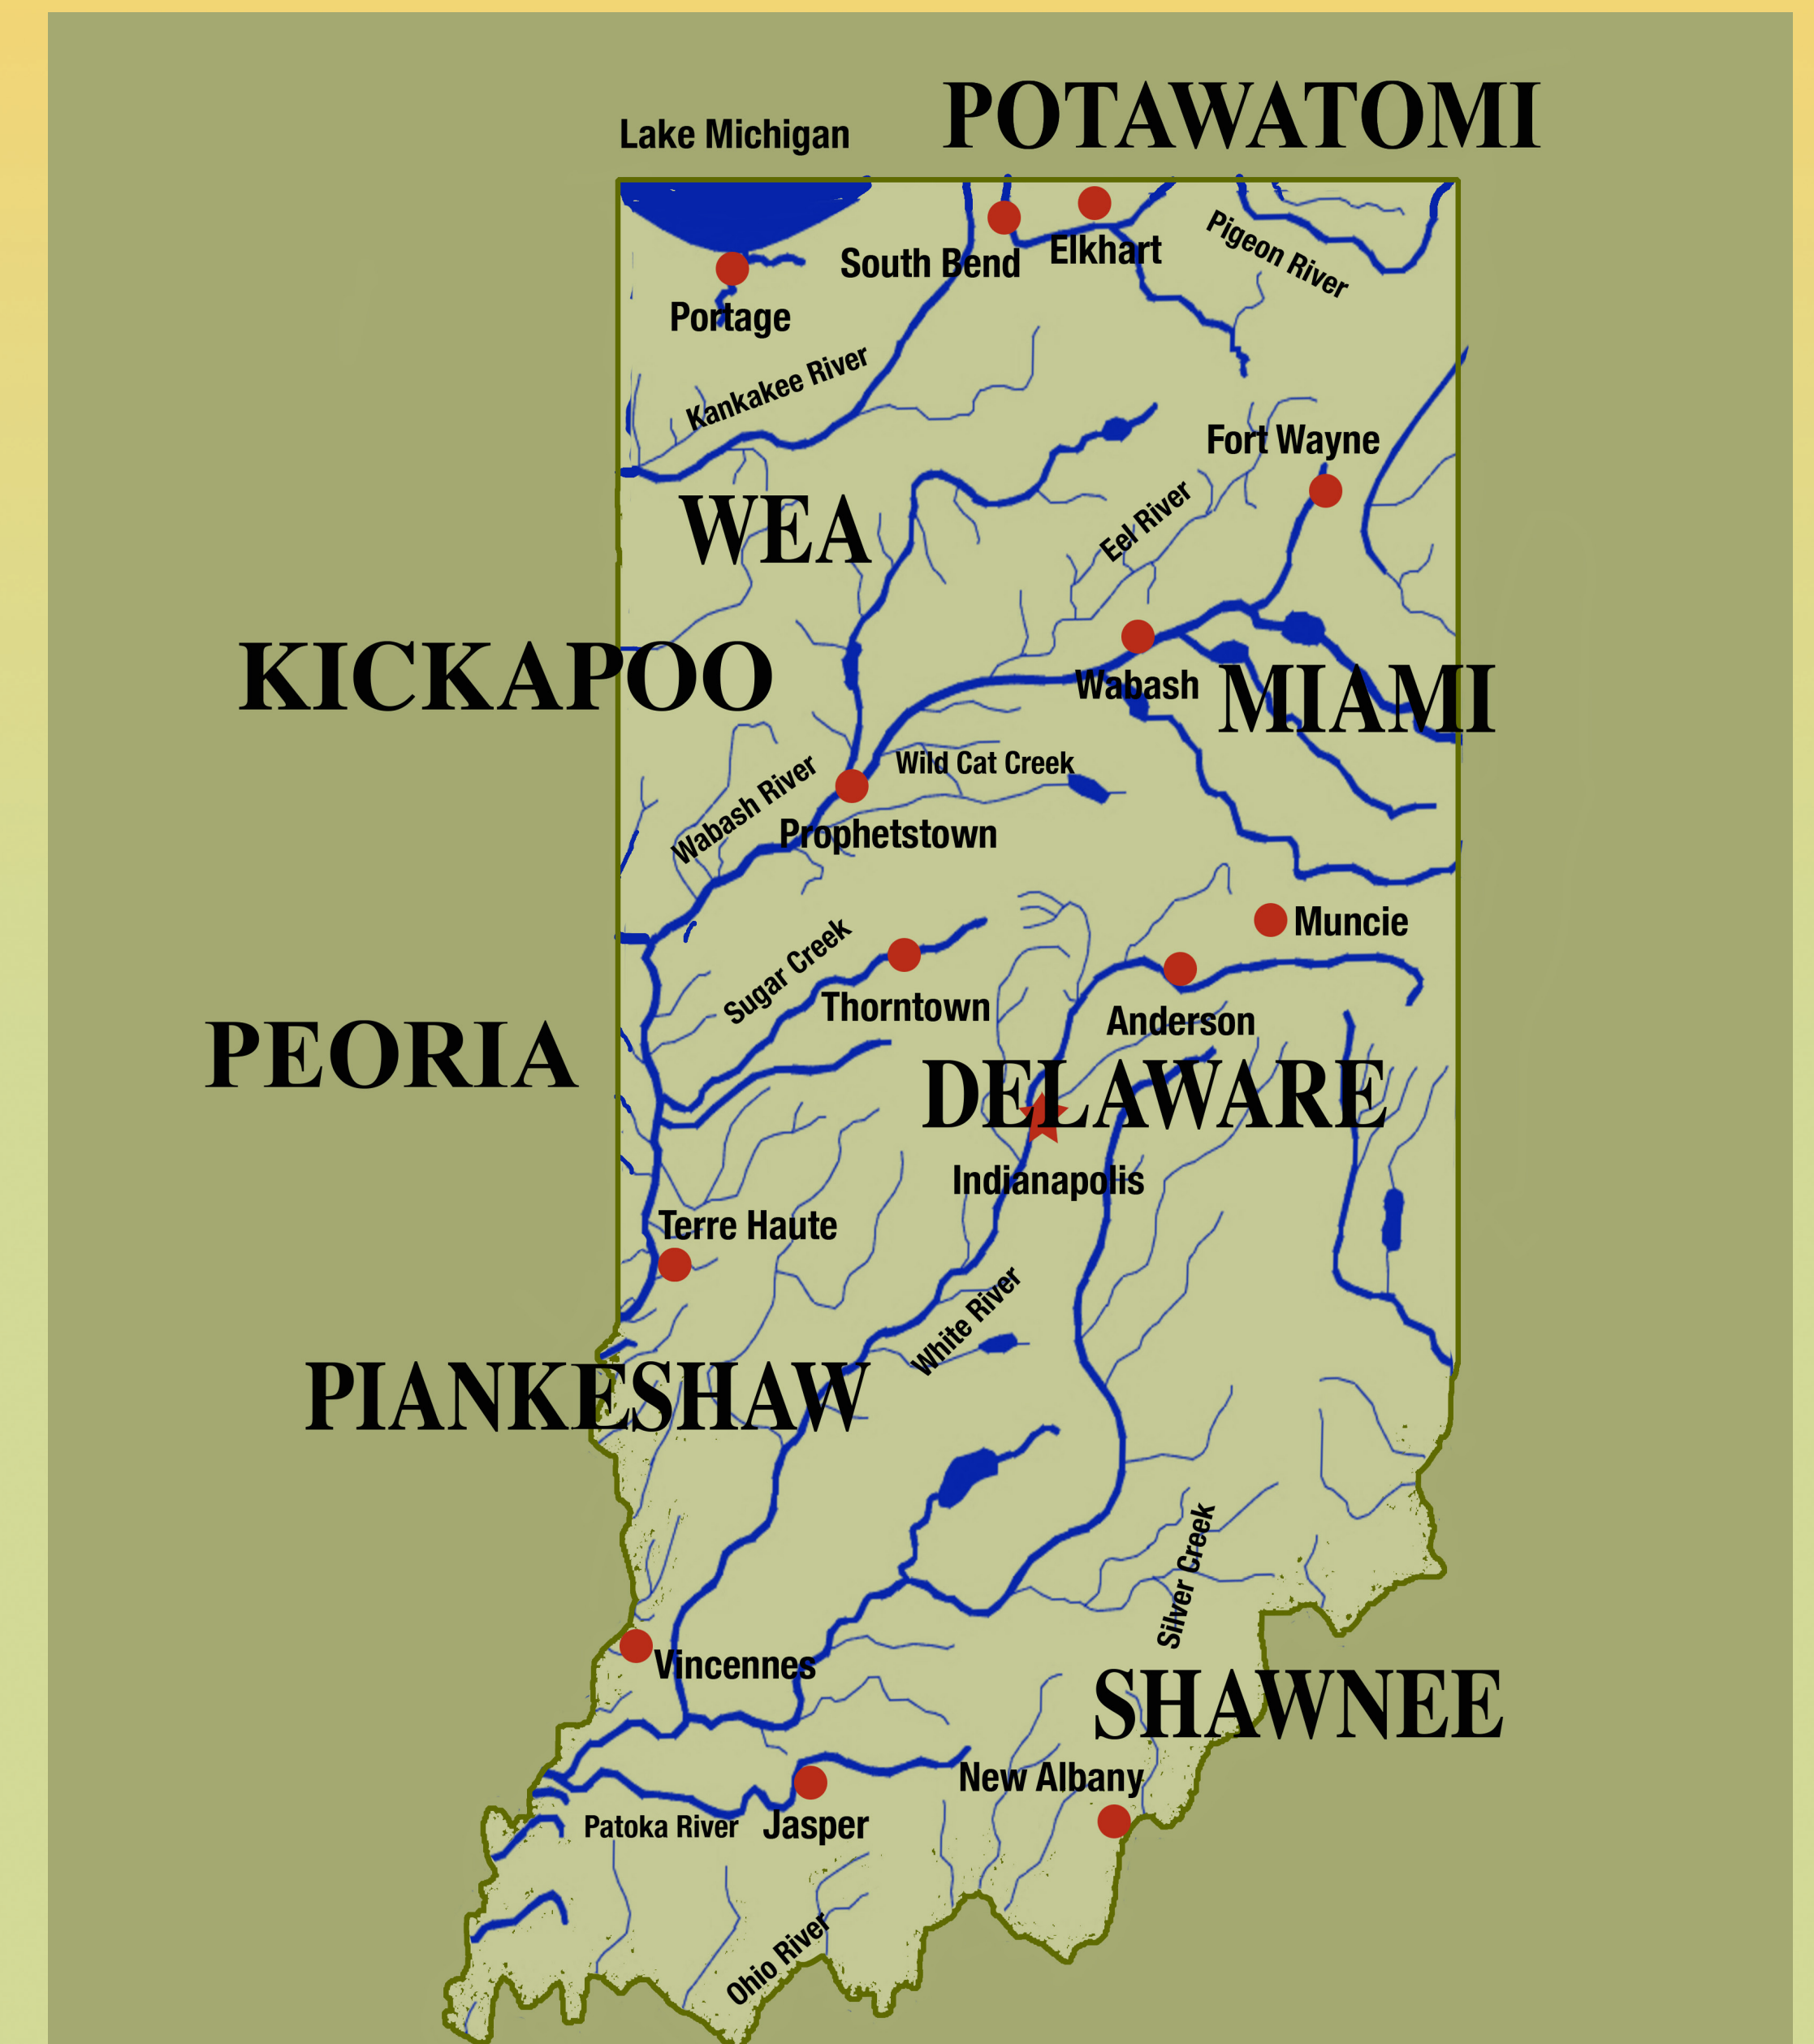 POTAWATOMI
Lake Michigan
South Bend
Elkhart
Pigeon River
Portage
Kankakee River
Fort Wayne
WEA
Eel River
KICKAPOO
Wabash
MIAMI
Wabash River
Wild Cat Creek
Prophetstown
Muncie
Sugar Creek
Thorntown
Anderson
PEORIA
DELAWARE
Indianapolis
Terre Haute
White River
PIANKESHAW
Silver Creek
Vincennes
SHAWNEE
New Albany
Patoka River
Jasper
Ohio River